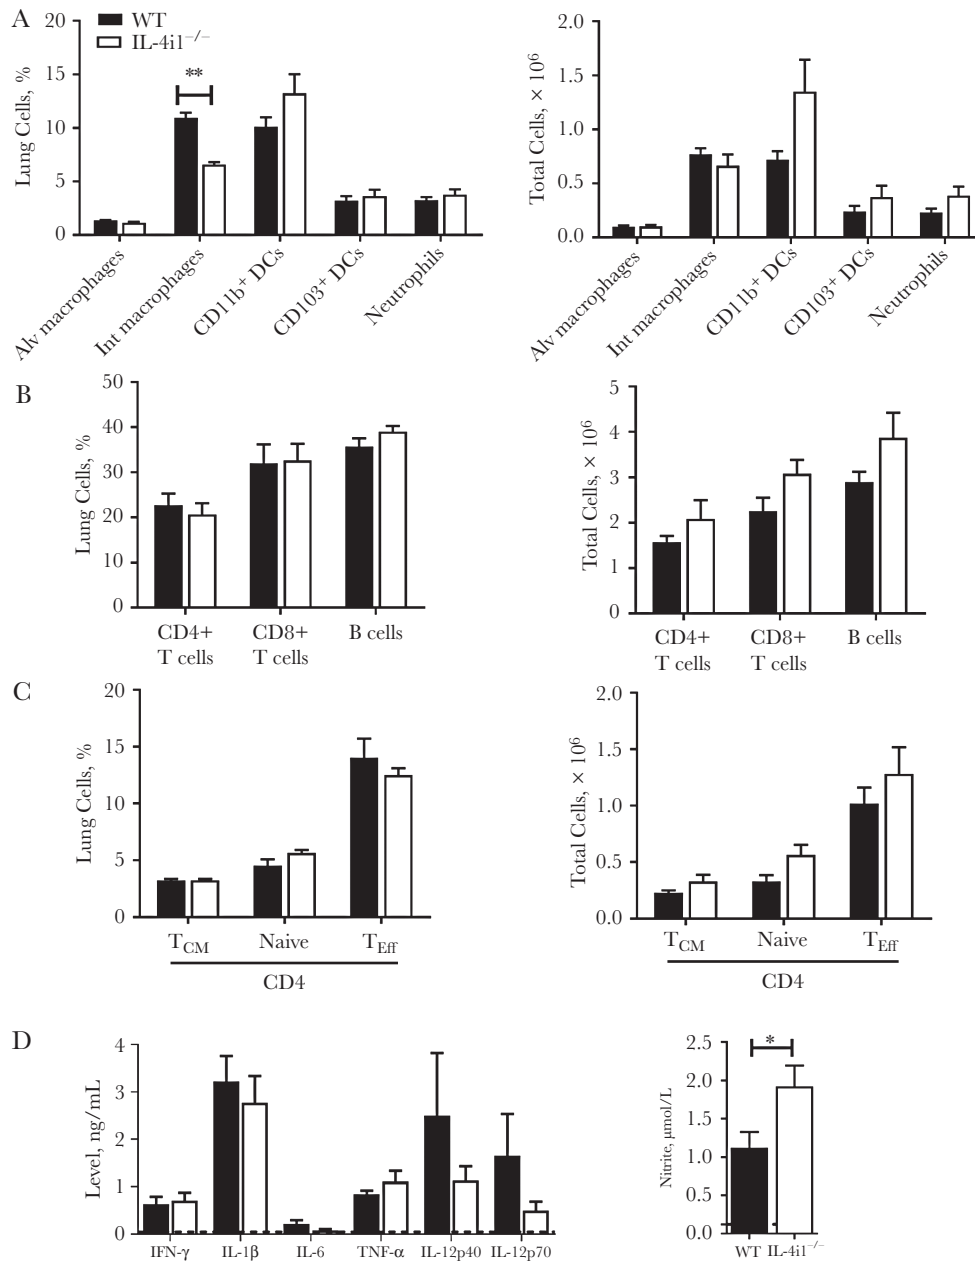 A
WT
IL-4i1⁻/⁻
Lung Cells, %
20
15
10
5
0
**
Alv macrophages
Int macrophages
CD11b⁺ DCs
CD103⁺ DCs
Neutrophils
Total Cells, × 10⁶
2.0
1.5
1.0
0.5
0.0
Alv macrophages
Int macrophages
CD11b⁺ DCs
CD103⁺ DCs
Neutrophils
B
Lung Cells, %
50
40
30
20
10
0
CD4+
T cells
CD8+
T cells
B cells
Total Cells, × 10⁶
5
4
3
2
1
0
CD4+
T cells
CD8+
T cells
B cells
C
Lung Cells, %
20
15
10
5
0
T_CM
Naive
T_Eff
CD4
Total Cells, × 10⁶
2.0
1.5
1.0
0.5
0.0
T_CM
Naive
T_Eff
CD4
D
Level, ng/mL
4
3
2
1
0
IFN-γ
IL-1β
IL-6
TNF-α
IL-12p40
IL-12p70
Nitrite, μmol/L
2.5
2.0
1.5
1.0
0.5
0.0
*
WT
IL-4i1⁻/⁻